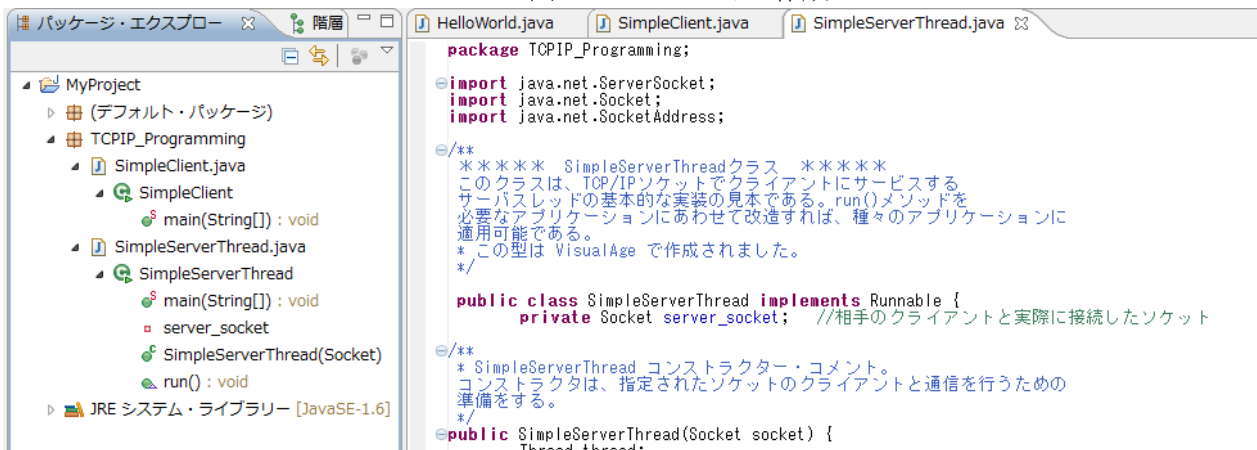 パッケージ・エクスプロー
階層
MyProject
(デフォルト・パッケージ)
TCPIP_Programming
SimpleClient.java
SimpleClient
main(String[]) : void
SimpleServerThread.java
SimpleServerThread
main(String[]) : void
server_socket
SimpleServerThread(Socket)
run() : void
JRE システム・ライブラリー [JavaSE-1.6]
HelloWorld.java
SimpleClient.java
SimpleServerThread.java
package TCPIP_Programming;
import java.net.ServerSocket;
import java.net.Socket;
import java.net.SocketAddress;
/**
＊＊＊＊＊ SimpleServerThreadクラス ＊＊＊＊＊
このクラスは、TCP/IPソケットでクライアントにサービスする
サーバスレッドの基本的な実装の見本である。run()メソッドを
必要なアプリケーションにあわせて改造すれば、種々のアプリケーションに
適用可能である。
* この型は VisualAge で作成されました。
*/
public class SimpleServerThread implements Runnable {
private Socket server_socket; //相手のクライアントと実際に接続したソケット
/**
* SimpleServerThread コンストラクター・コメント。
コンストラクタは、指定されたソケットのクライアントと通信を行うための
準備をする。
*/
public SimpleServerThread(Socket socket) {
Thread thread;